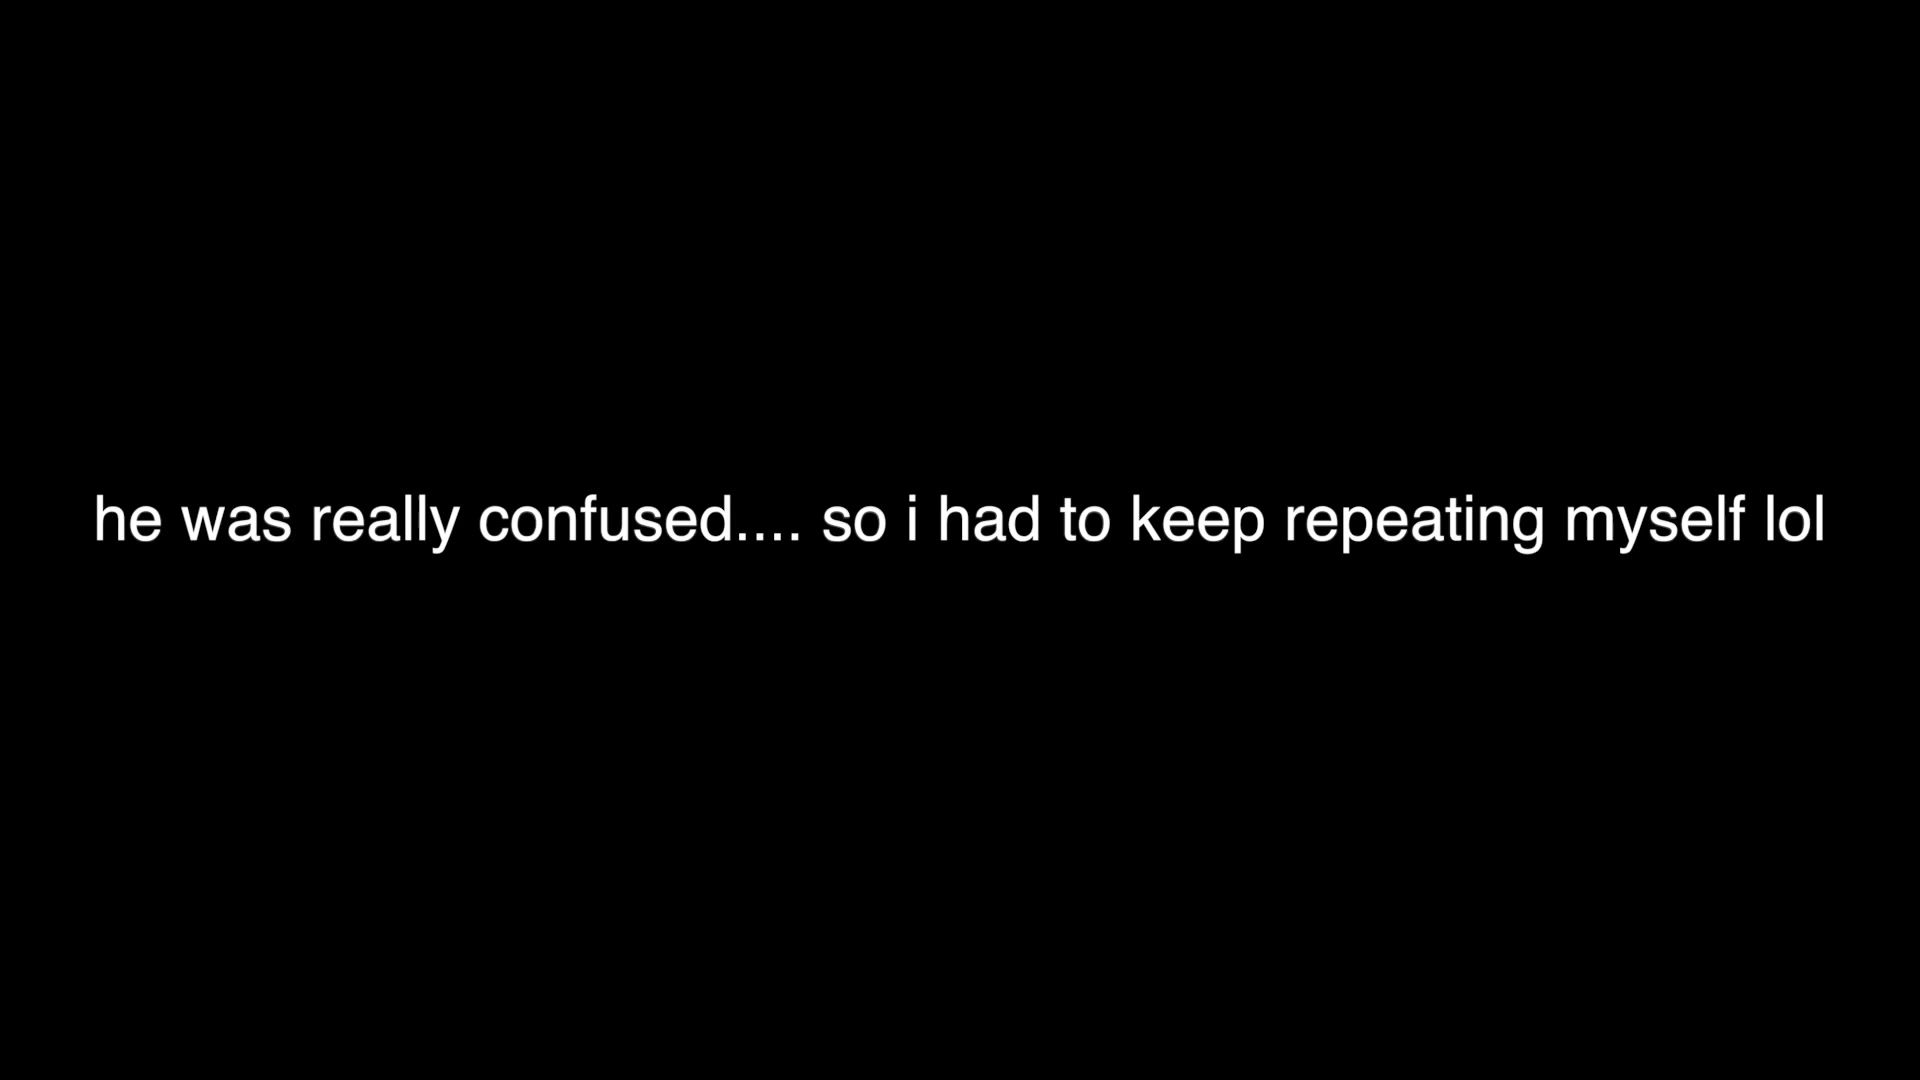 he was really confused.... so i had to keep repeating myself lol